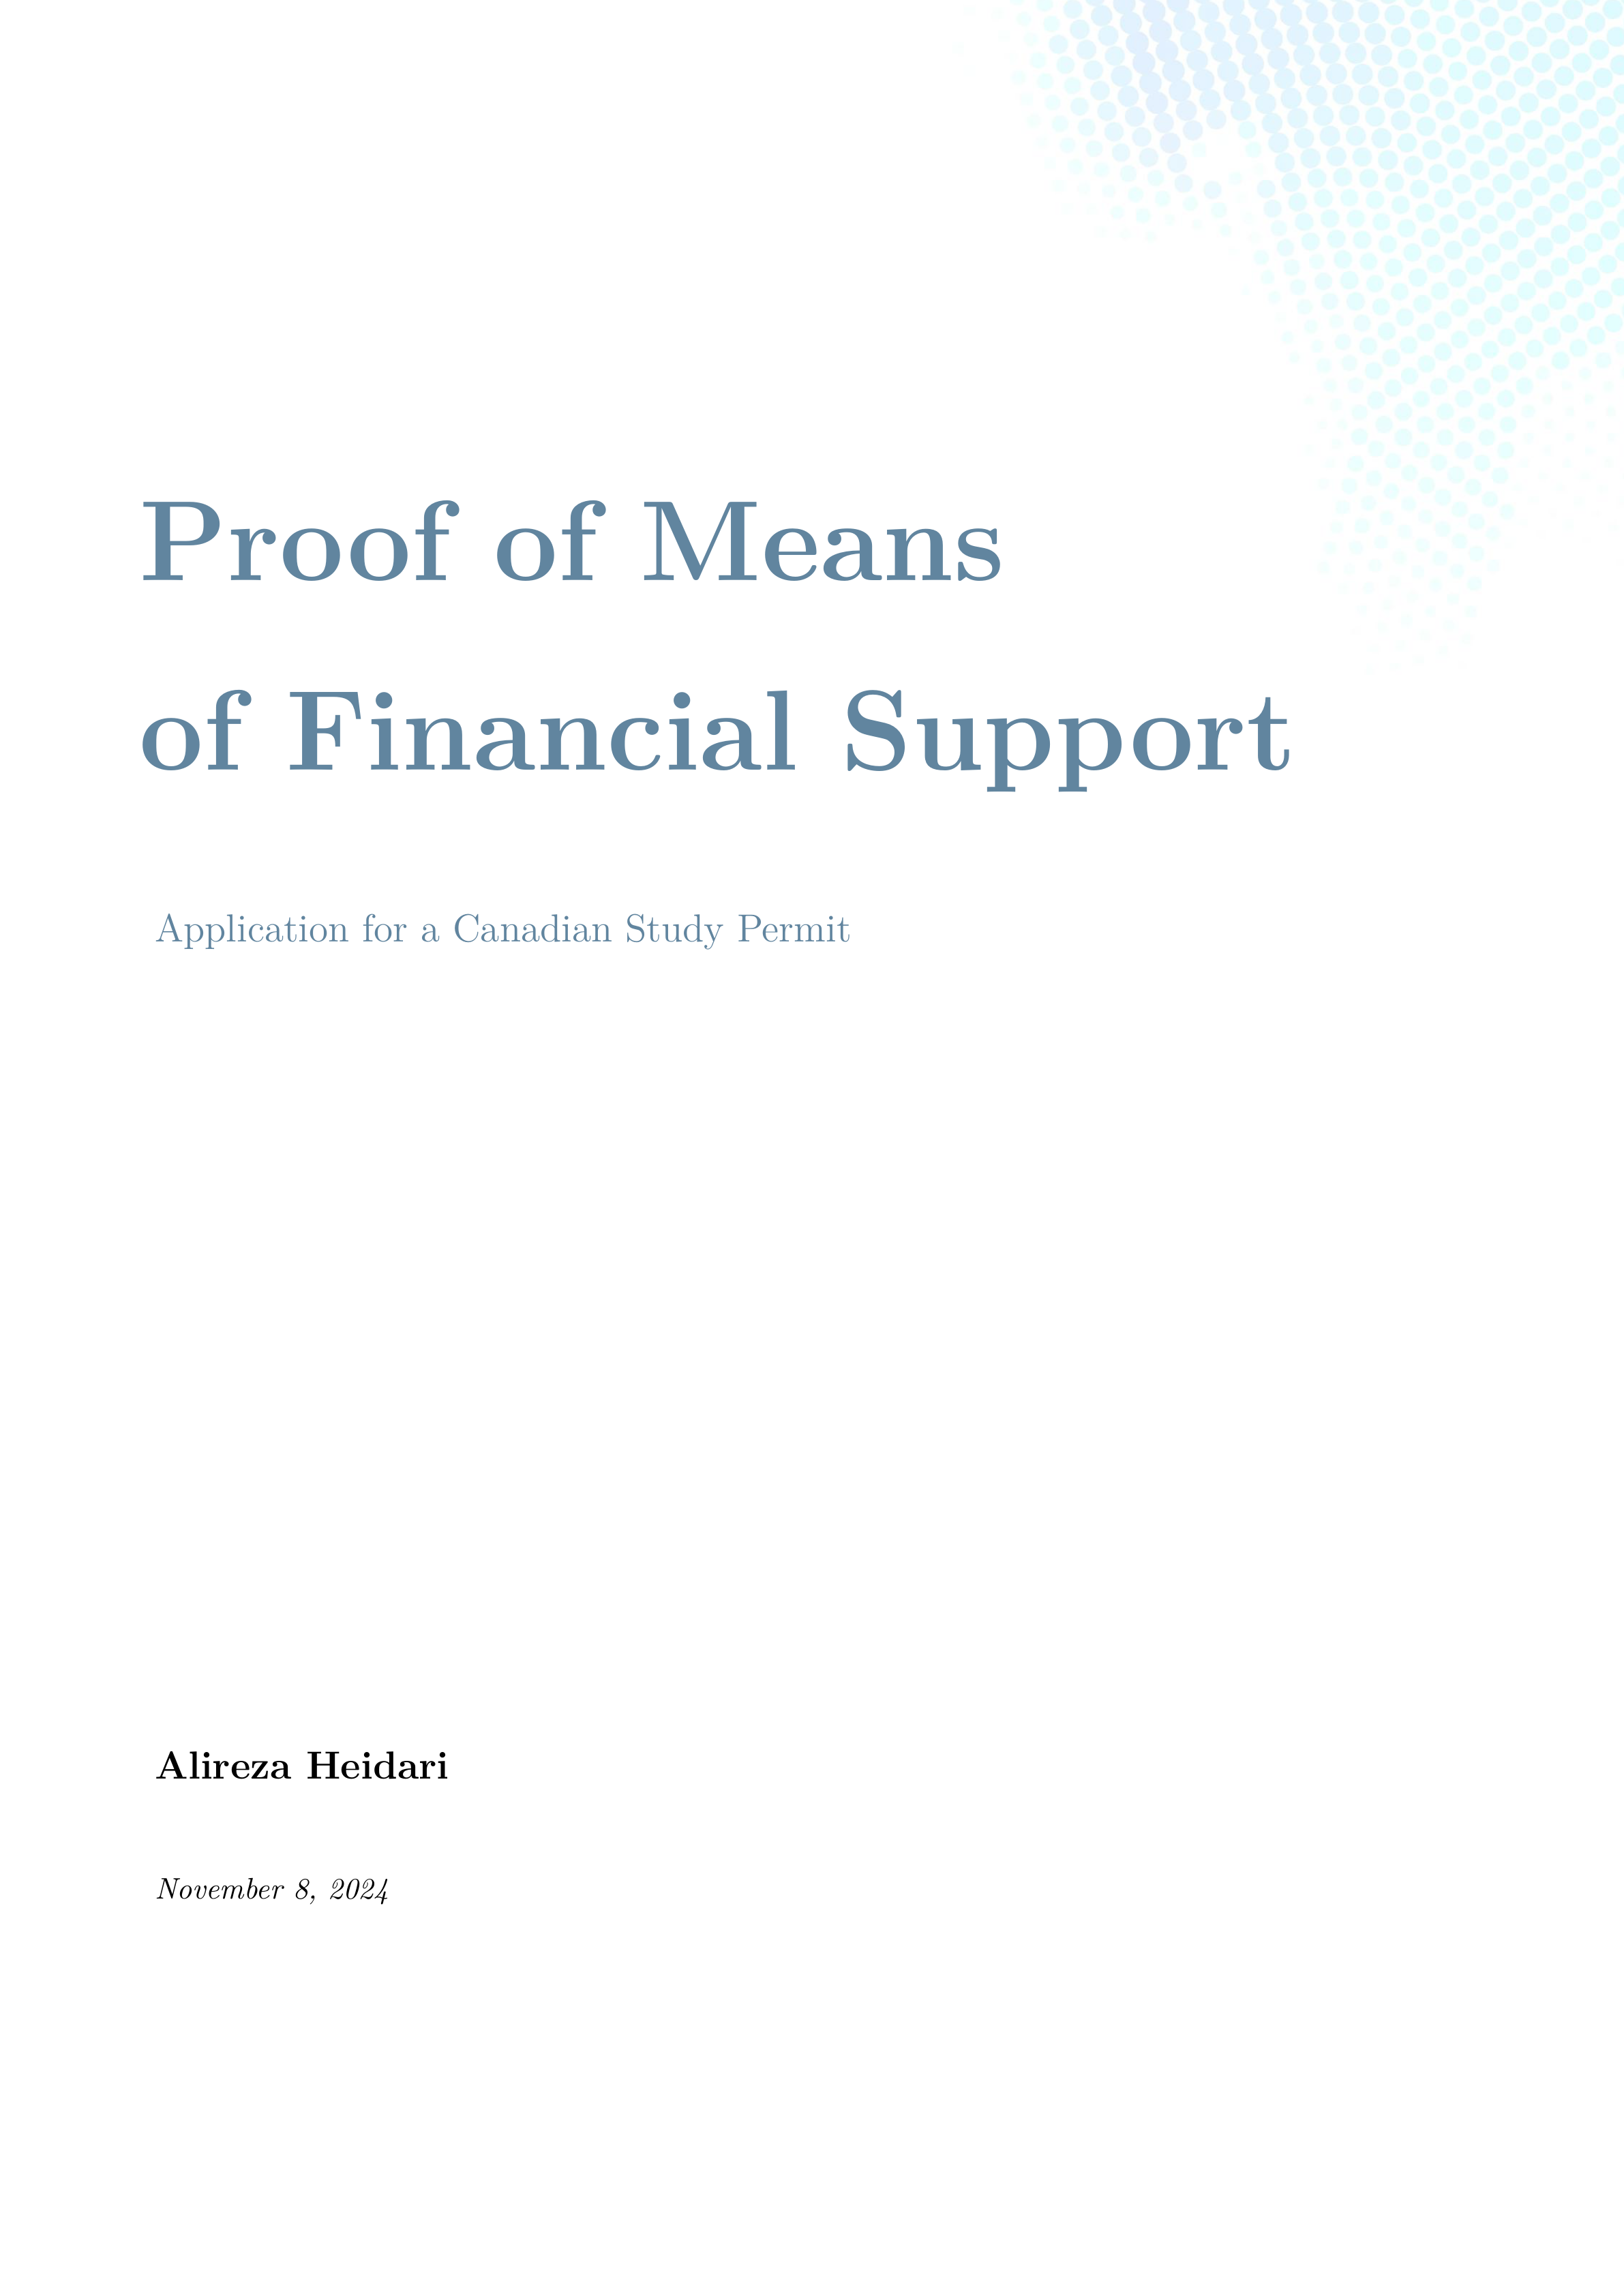 Proof of Means
of Financial Support
Application for a Canadian Study Permit
Alireza Heidari
November 8, 2024